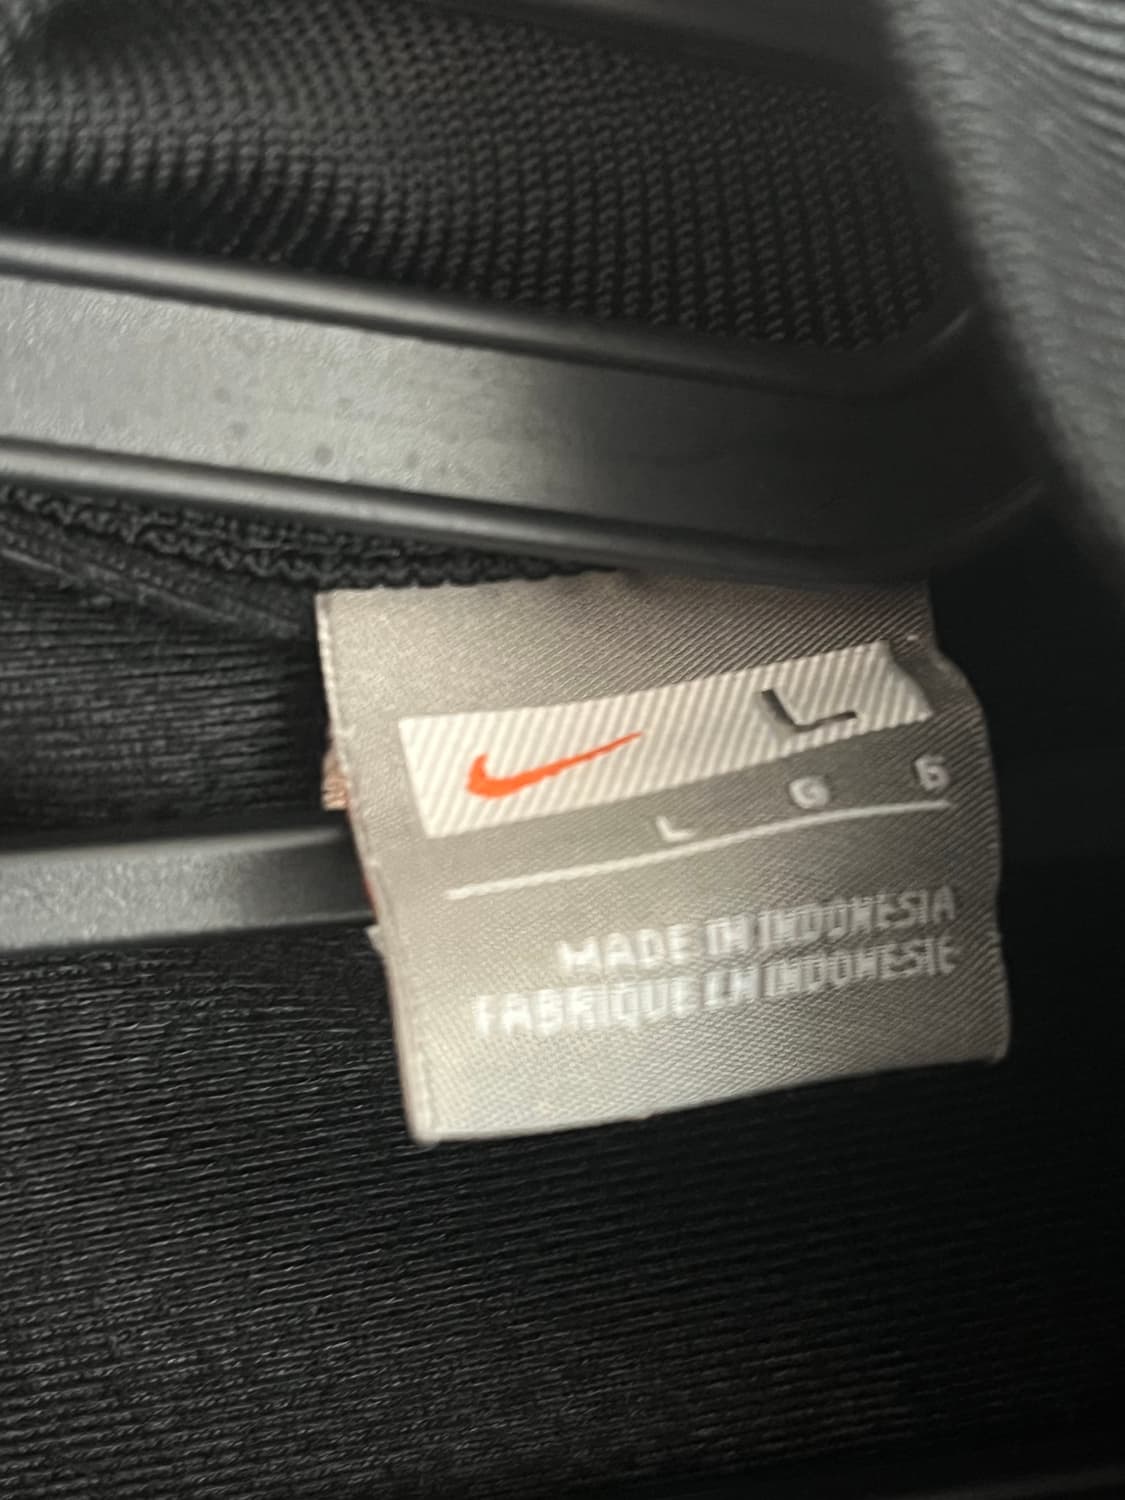 L
L G G
MADE IN INDONESIA
FABRIQUE EN INDONESIE